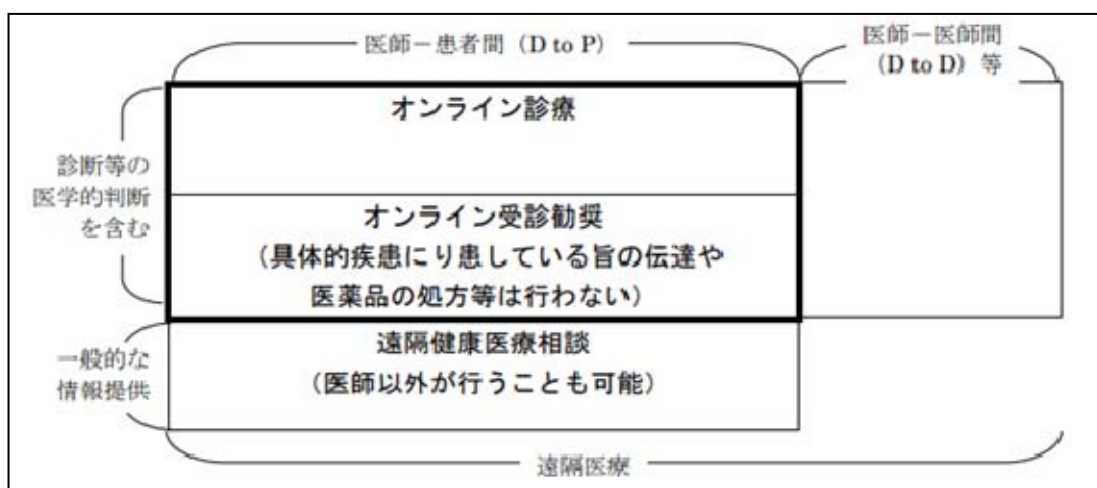 医師－患者間（D to P）
医師－医師間
（D to D）等
オンライン診療
診断等の
医学的判断
を含む
オンライン受診勧奨
（具体的疾患にり患している旨の伝達や
医薬品の処方等は行わない）
一般的な
情報提供
遠隔健康医療相談
（医師以外が行うことも可能）
遠隔医療